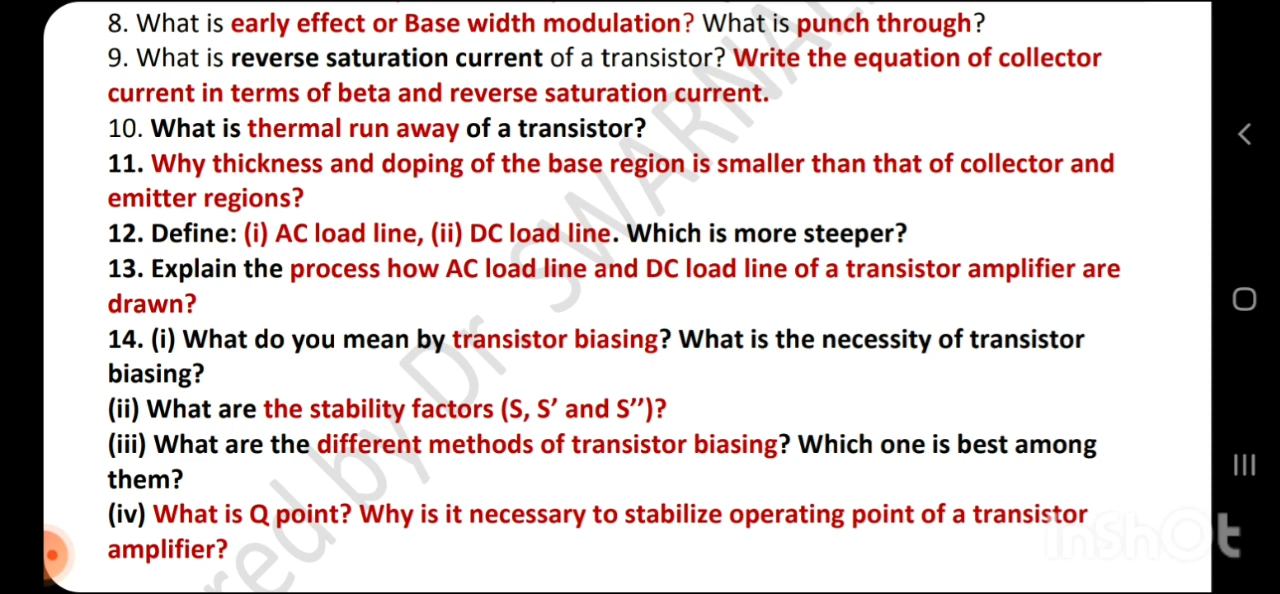 8. What is early effect or Base width modulation? What is punch through?
9. What is reverse saturation current of a transistor? Write the equation of collector
current in terms of beta and reverse saturation current.
10. What is thermal run away of a transistor?
11. Why thickness and doping of the base region is smaller than that of collector and
emitter regions?
12. Define: (i) AC load line, (ii) DC load line. Which is more steeper?
13. Explain the process how AC load line and DC load line of a transistor amplifier are
drawn?
14. (i) What do you mean by transistor biasing? What is the necessity of transistor
biasing?
(ii) What are the stability factors (S, S’ and S’’)?
(iii) What are the different methods of transistor biasing? Which one is best among
them?
(iv) What is Q point? Why is it necessary to stabilize operating point of a transistor
amplifier?
red by Dr SWARNA
InShOt